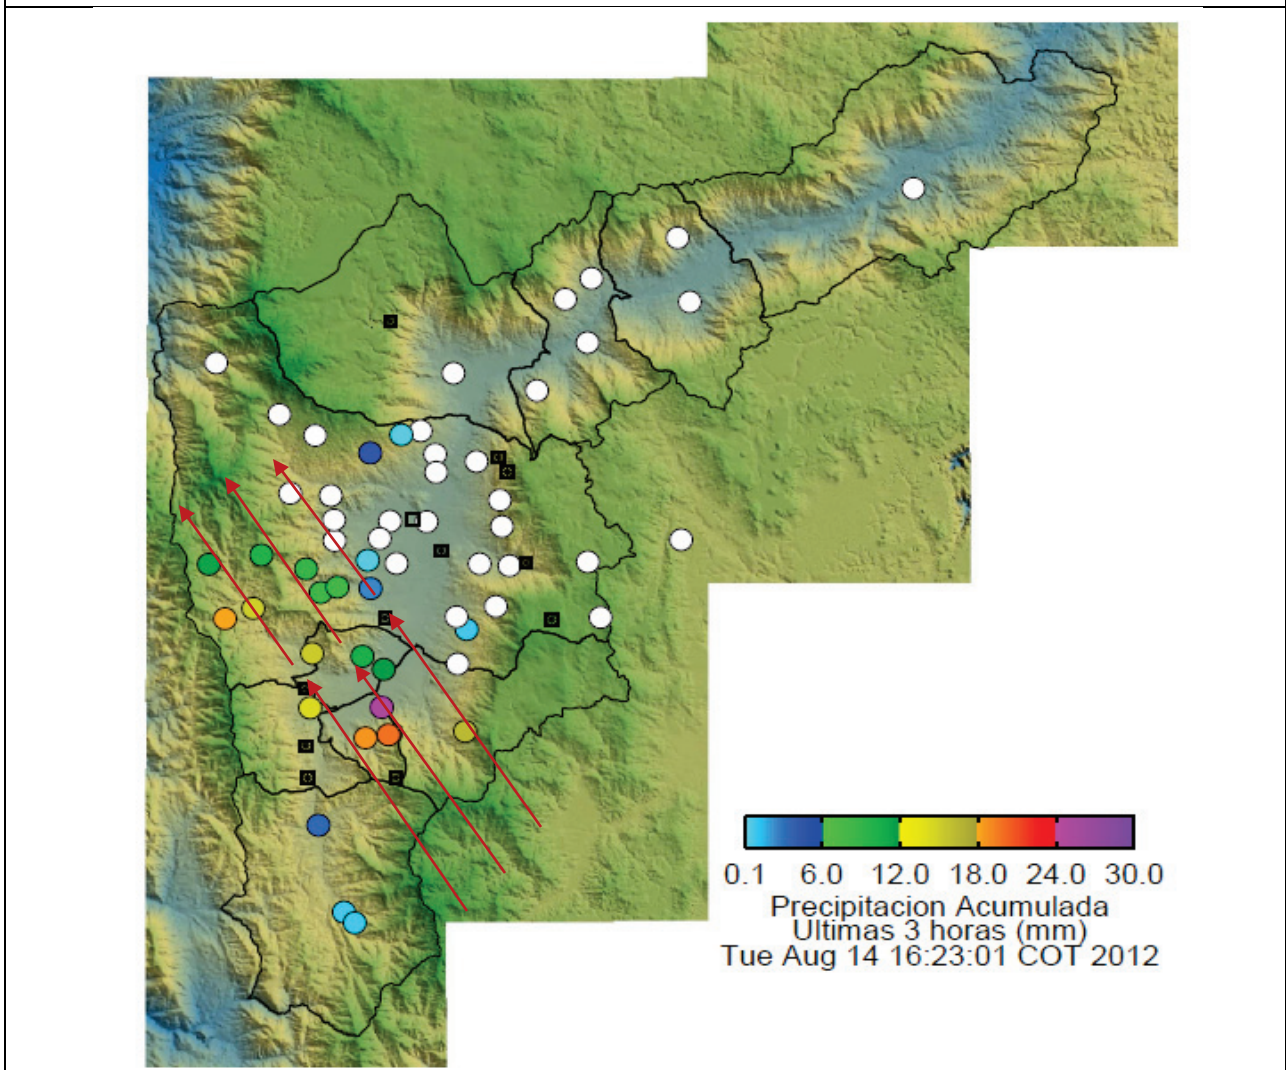 0.1 6.0 12.0 18.0 24.0 30.0
Precipitacion Acumulada
Ultimas 3 horas (mm)
Tue Aug 14 16:23:01 COT 2012